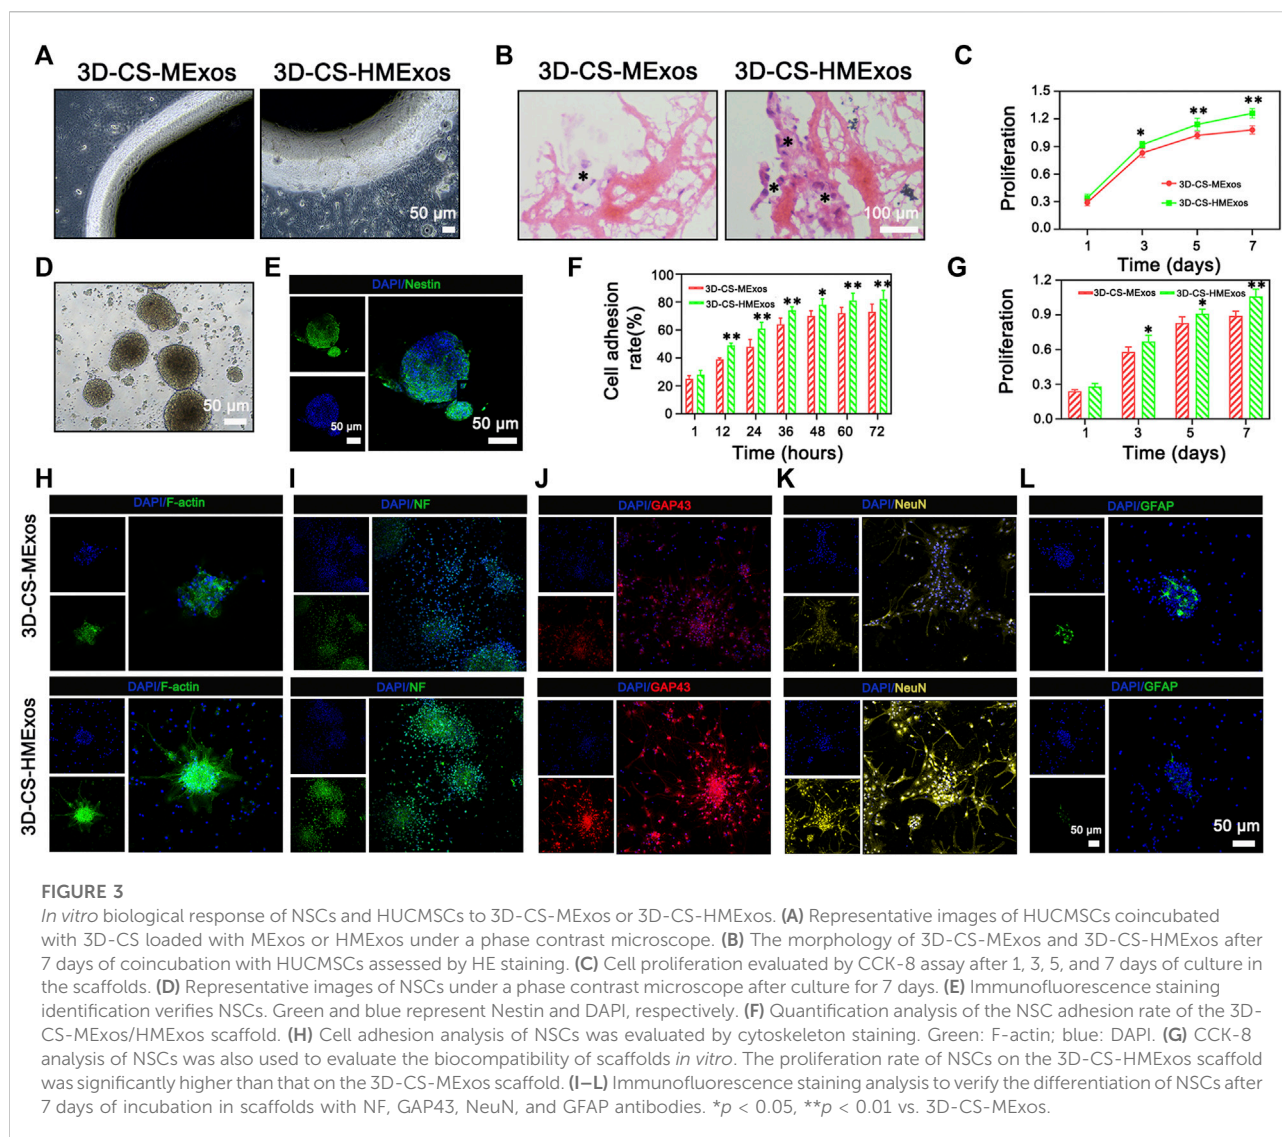 A
3D-CS-MExos
3D-CS-HMExos
50 µm
B
3D-CS-MExos
3D-CS-HMExos
*
*
*
*
100 µm
C
Proliferation
1.5
1.2
0.9
0.6
0.3
0.0
*
**
**
3D-CS-MExos
3D-CS-HMExos
1 3 5 7
Time (days)
D
50 µm
E
DAPI/Nestin
50 µm
50 µm
F
Cell adhesion
rate(%)
100
80
60
40
20
0
3D-CS-MExos
3D-CS-HMExos
** ** ** * ** **
1 12 24 36 48 60 72
Time (hours)
G
Proliferation
1.2
0.9
0.6
0.3
0.0
3D-CS-MExos
3D-CS-HMExos
* * **
1 3 5 7
Time (days)
H
I
J
K
L
3D-CS-MExos
DAPI/F-actin
DAPI/NF
DAPI/GAP43
DAPI/NeuN
DAPI/GFAP
3D-CS-HMExos
DAPI/F-actin
DAPI/NF
DAPI/GAP43
DAPI/NeuN
DAPI/GFAP
50 µm
50 µm
FIGURE 3
In vitro biological response of NSCs and HUCMSCs to 3D-CS-MExos or 3D-CS-HMExos. (A) Representative images of HUCMSCs coincubated
with 3D-CS loaded with MExos or HMExos under a phase contrast microscope. (B) The morphology of 3D-CS-MExos and 3D-CS-HMExos after
7 days of coincubation with HUCMSCs assessed by HE staining. (C) Cell proliferation evaluated by CCK-8 assay after 1, 3, 5, and 7 days of culture in
the scaffolds. (D) Representative images of NSCs under a phase contrast microscope after culture for 7 days. (E) Immunofluorescence staining
identification verifies NSCs. Green and blue represent Nestin and DAPI, respectively. (F) Quantification analysis of the NSC adhesion rate of the 3D-
CS-MExos/HMExos scaffold. (H) Cell adhesion analysis of NSCs was evaluated by cytoskeleton staining. Green: F-actin; blue: DAPI. (G) CCK-8
analysis of NSCs was also used to evaluate the biocompatibility of scaffolds in vitro. The proliferation rate of NSCs on the 3D-CS-HMExos scaffold
was significantly higher than that on the 3D-CS-MExos scaffold. (I–L) Immunofluorescence staining analysis to verify the differentiation of NSCs after
7 days of incubation in scaffolds with NF, GAP43, NeuN, and GFAP antibodies. *p < 0.05, **p < 0.01 vs. 3D-CS-MExos.